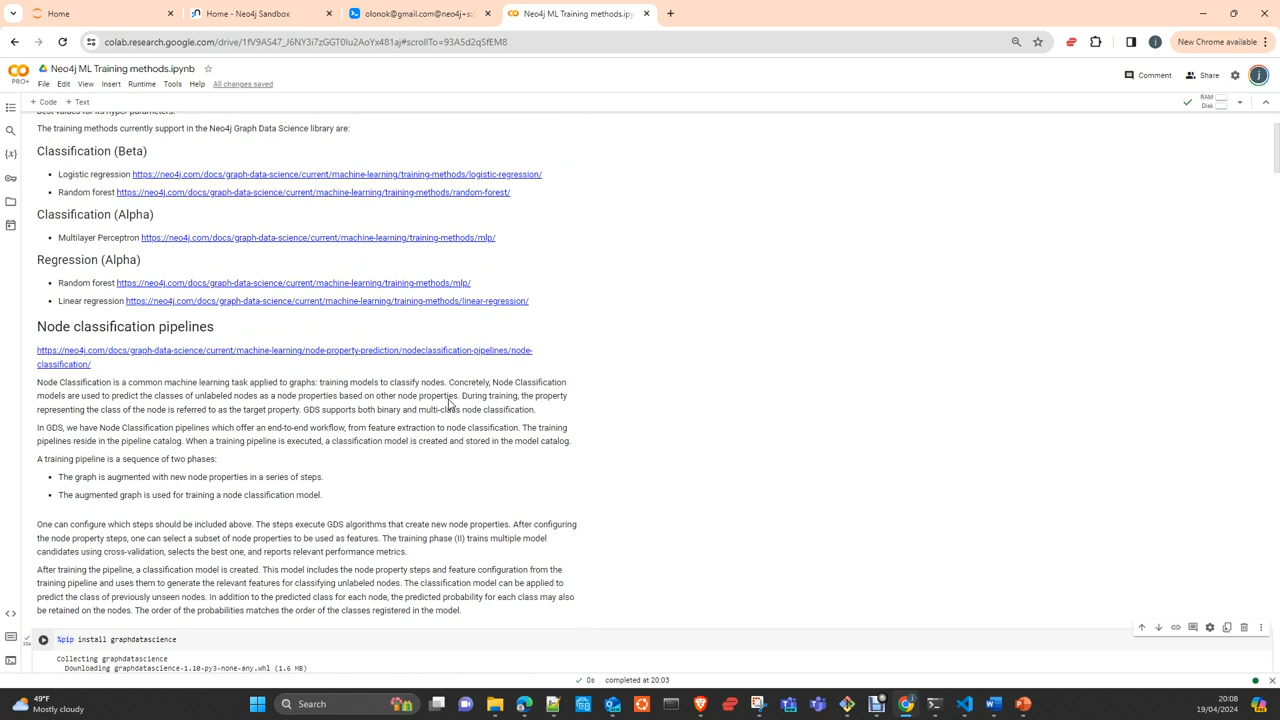 Home
Home - Neo4j Sandbox
olonok@gmail.com@neo4j+s:
Neo4j ML Training methods.ipyn
colab.research.google.com/drive/1fV9AS47_J6NY3i7zGGT0Iu2AoYx481aj#scrollTo=93A5d2qSfEM8
New Chrome available
PRO+
Neo4j ML Training methods.ipynb
File Edit View Insert Runtime Tools Help All changes saved
Comment
Share
+ Code + Text
RAM
Disk
best values for its hyper-parameters.
The training methods currently support in the Neo4j Graph Data Science library are:
Classification (Beta)
Logistic regression https://neo4j.com/docs/graph-data-science/current/machine-learning/training-methods/logistic-regression/
Random forest https://neo4j.com/docs/graph-data-science/current/machine-learning/training-methods/random-forest/
Classification (Alpha)
Multilayer Perceptron https://neo4j.com/docs/graph-data-science/current/machine-learning/training-methods/mlp/
Regression (Alpha)
Random forest https://neo4j.com/docs/graph-data-science/current/machine-learning/training-methods/mlp/
Linear regression https://neo4j.com/docs/graph-data-science/current/machine-learning/training-methods/linear-regression/
Node classification pipelines
https://neo4j.com/docs/graph-data-science/current/machine-learning/node-property-prediction/nodeclassification-pipelines/node-
classification/
Node Classification is a common machine learning task applied to graphs: training models to classify nodes. Concretely, Node Classification
models are used to predict the classes of unlabeled nodes as a node properties based on other node properties. During training, the property
representing the class of the node is referred to as the target property. GDS supports both binary and multi-class node classification.
In GDS, we have Node Classification pipelines which offer an end-to-end workflow, from feature extraction to node classification. The training
pipelines reside in the pipeline catalog. When a training pipeline is executed, a classification model is created and stored in the model catalog.
A training pipeline is a sequence of two phases:
The graph is augmented with new node properties in a series of steps.
The augmented graph is used for training a node classification model.
One can configure which steps should be included above. The steps execute GDS algorithms that create new node properties. After configuring
the node property steps, one can select a subset of node properties to be used as features. The training phase (II) trains multiple model
candidates using cross-validation, selects the best one, and reports relevant performance metrics.
After training the pipeline, a classification model is created. This model includes the node property steps and feature configuration from the
training pipeline and uses them to generate the relevant features for classifying unlabeled nodes. The classification model can be applied to
predict the class of previously unseen nodes. In addition to the predicted class for each node, the predicted probability for each class may also
be retained on the nodes. The order of the probabilities matches the order of the classes registered in the model.
%pip install graphdatascience
Collecting graphdatascience
Downloading graphdatascience-1.10-py3-none-any.whl (1.6 MB)
0s completed at 20:03
49°F
Mostly cloudy
Search
20:08
19/04/2024